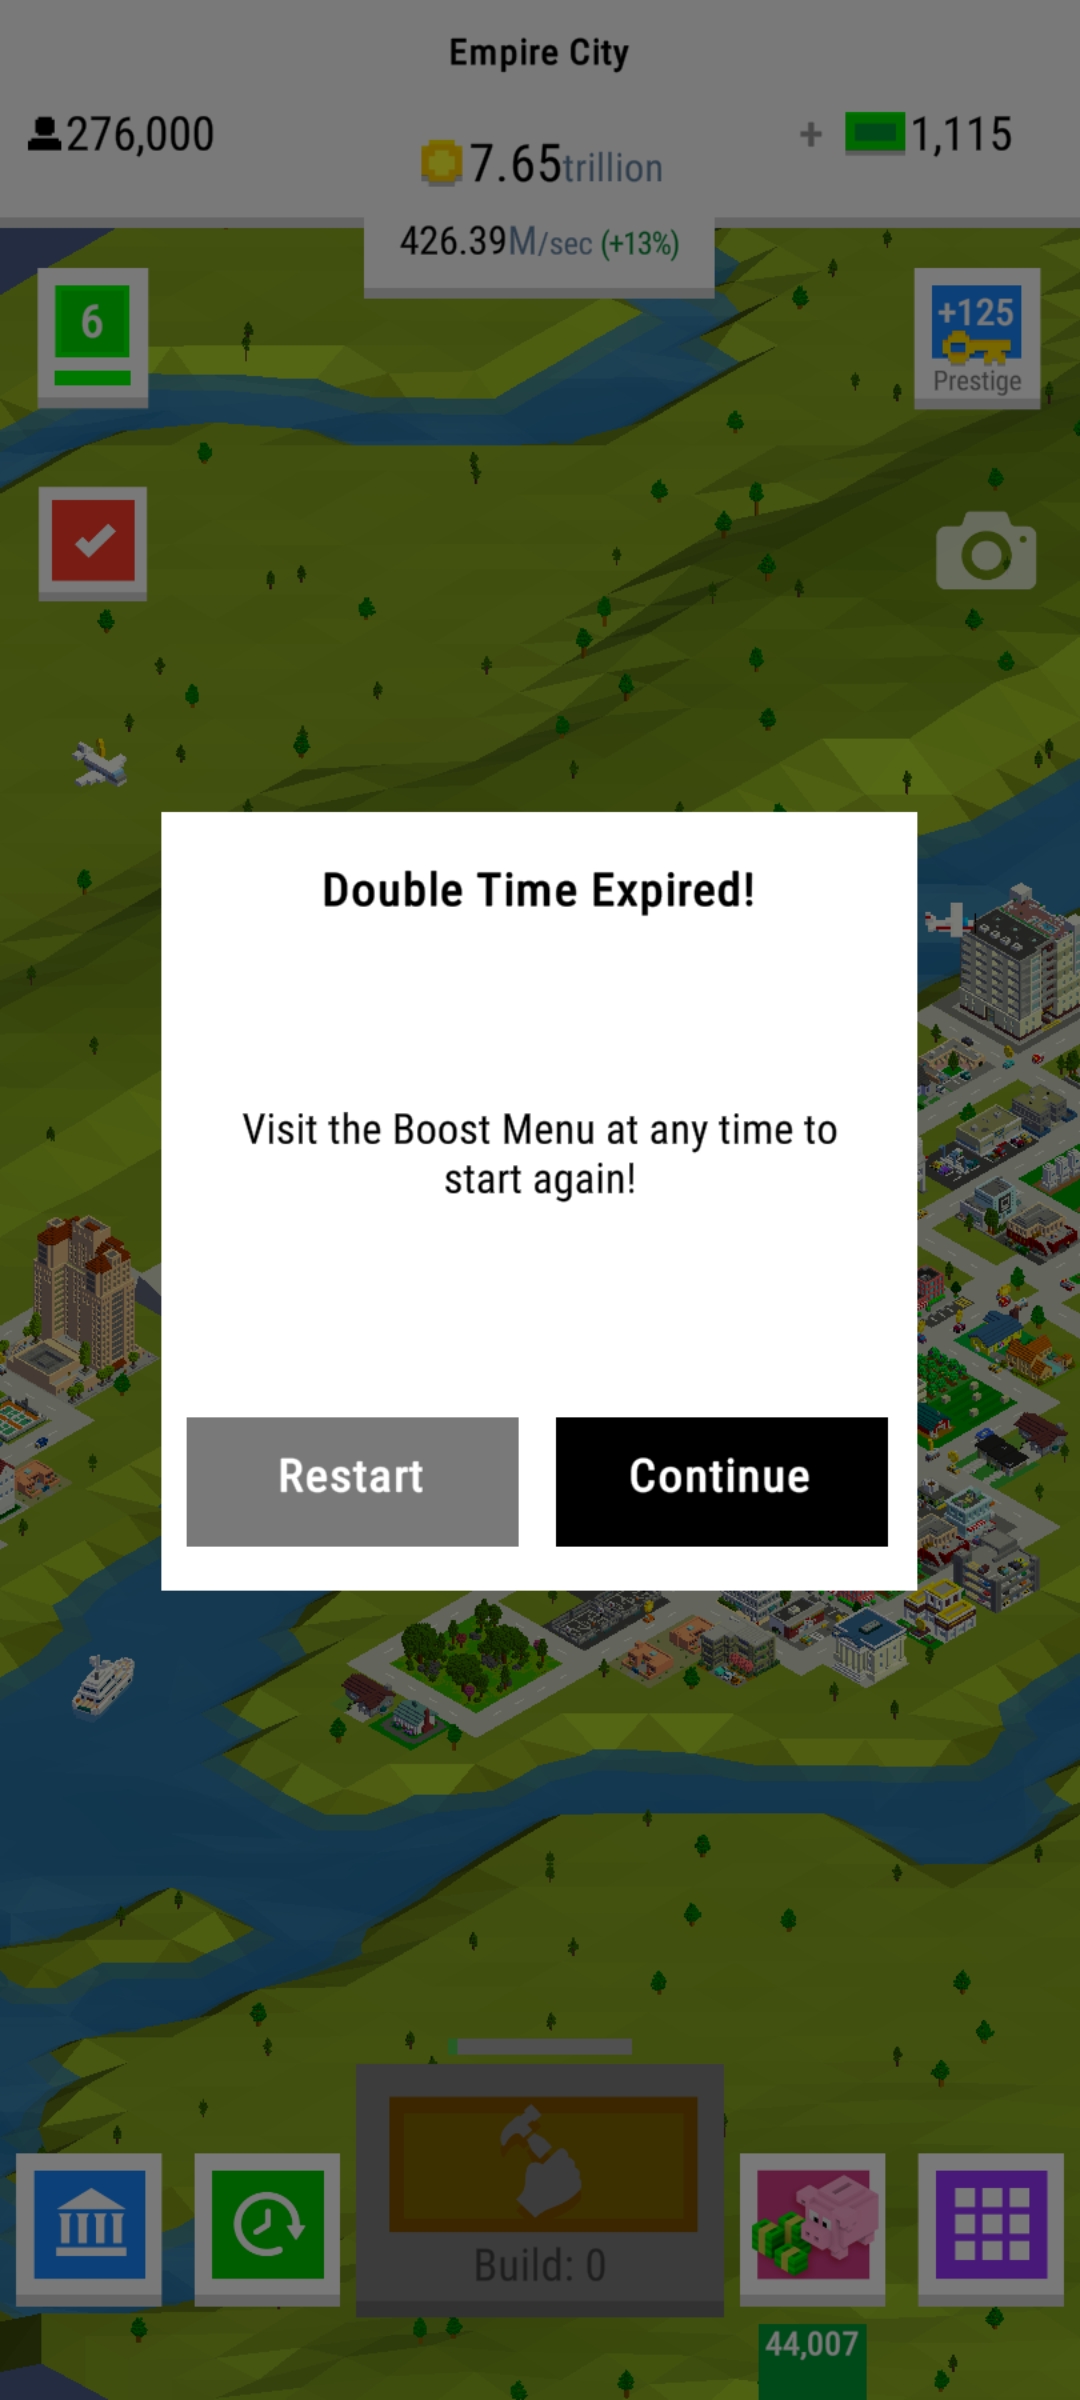 Empire City
276,000
7.65trillion
+ 1,115
426.39M/sec (+13%)
6
+125
Prestige
Double Time Expired!
Visit the Boost Menu at any time to
start again!
Restart
Continue
Build: 0
44,007